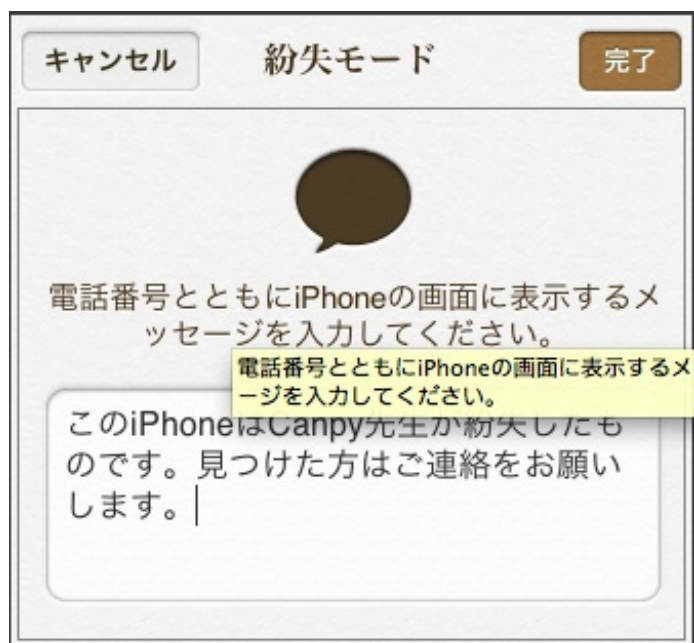 キャンセル 紛失モード 完了
電話番号とともにiPhoneの画面に表示するメ
ッセージを入力してください。
電話番号とともにiPhoneの画面に表示するメ
ージを入力してください。
このiPhoneはCanpy先生が紛失したも
のです。見つけた方はご連絡をお願い
します。